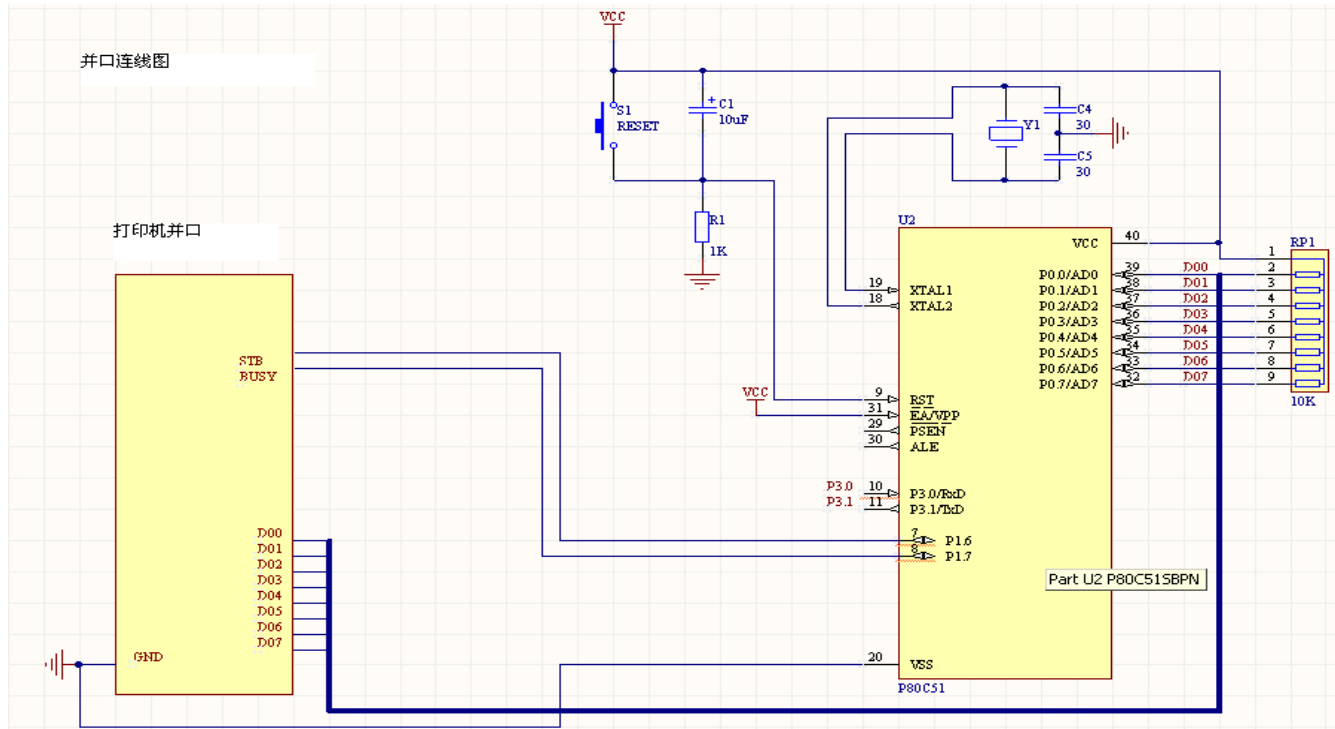 并口连线图
VCC
S1
RESET
C1
10uF
R1
1K
Y1
C4
30
C5
30
打印机并口
STB
BUSY
D00
D01
D02
D03
D04
D05
D06
D07
GND
VCC
U2
19 XTAL1
18 XTAL2
9 RST
31 EA/VPP
29 PSEN
30 ALE
P3.0 10 P3.0/RxD
P3.1 11 P3.1/TxD
7 P1.6
8 P1.7
20 VSS
P80C51
VCC 40
P0.0/AD0 39 D00
P0.1/AD1 38 D01
P0.2/AD2 37 D02
P0.3/AD3 36 D03
P0.4/AD4 35 D04
P0.5/AD5 34 D05
P0.6/AD6 33 D06
P0.7/AD7 32 D07
RP1
1
2
3
4
5
6
7
8
9
10K
Part U2 P80C51SBPN